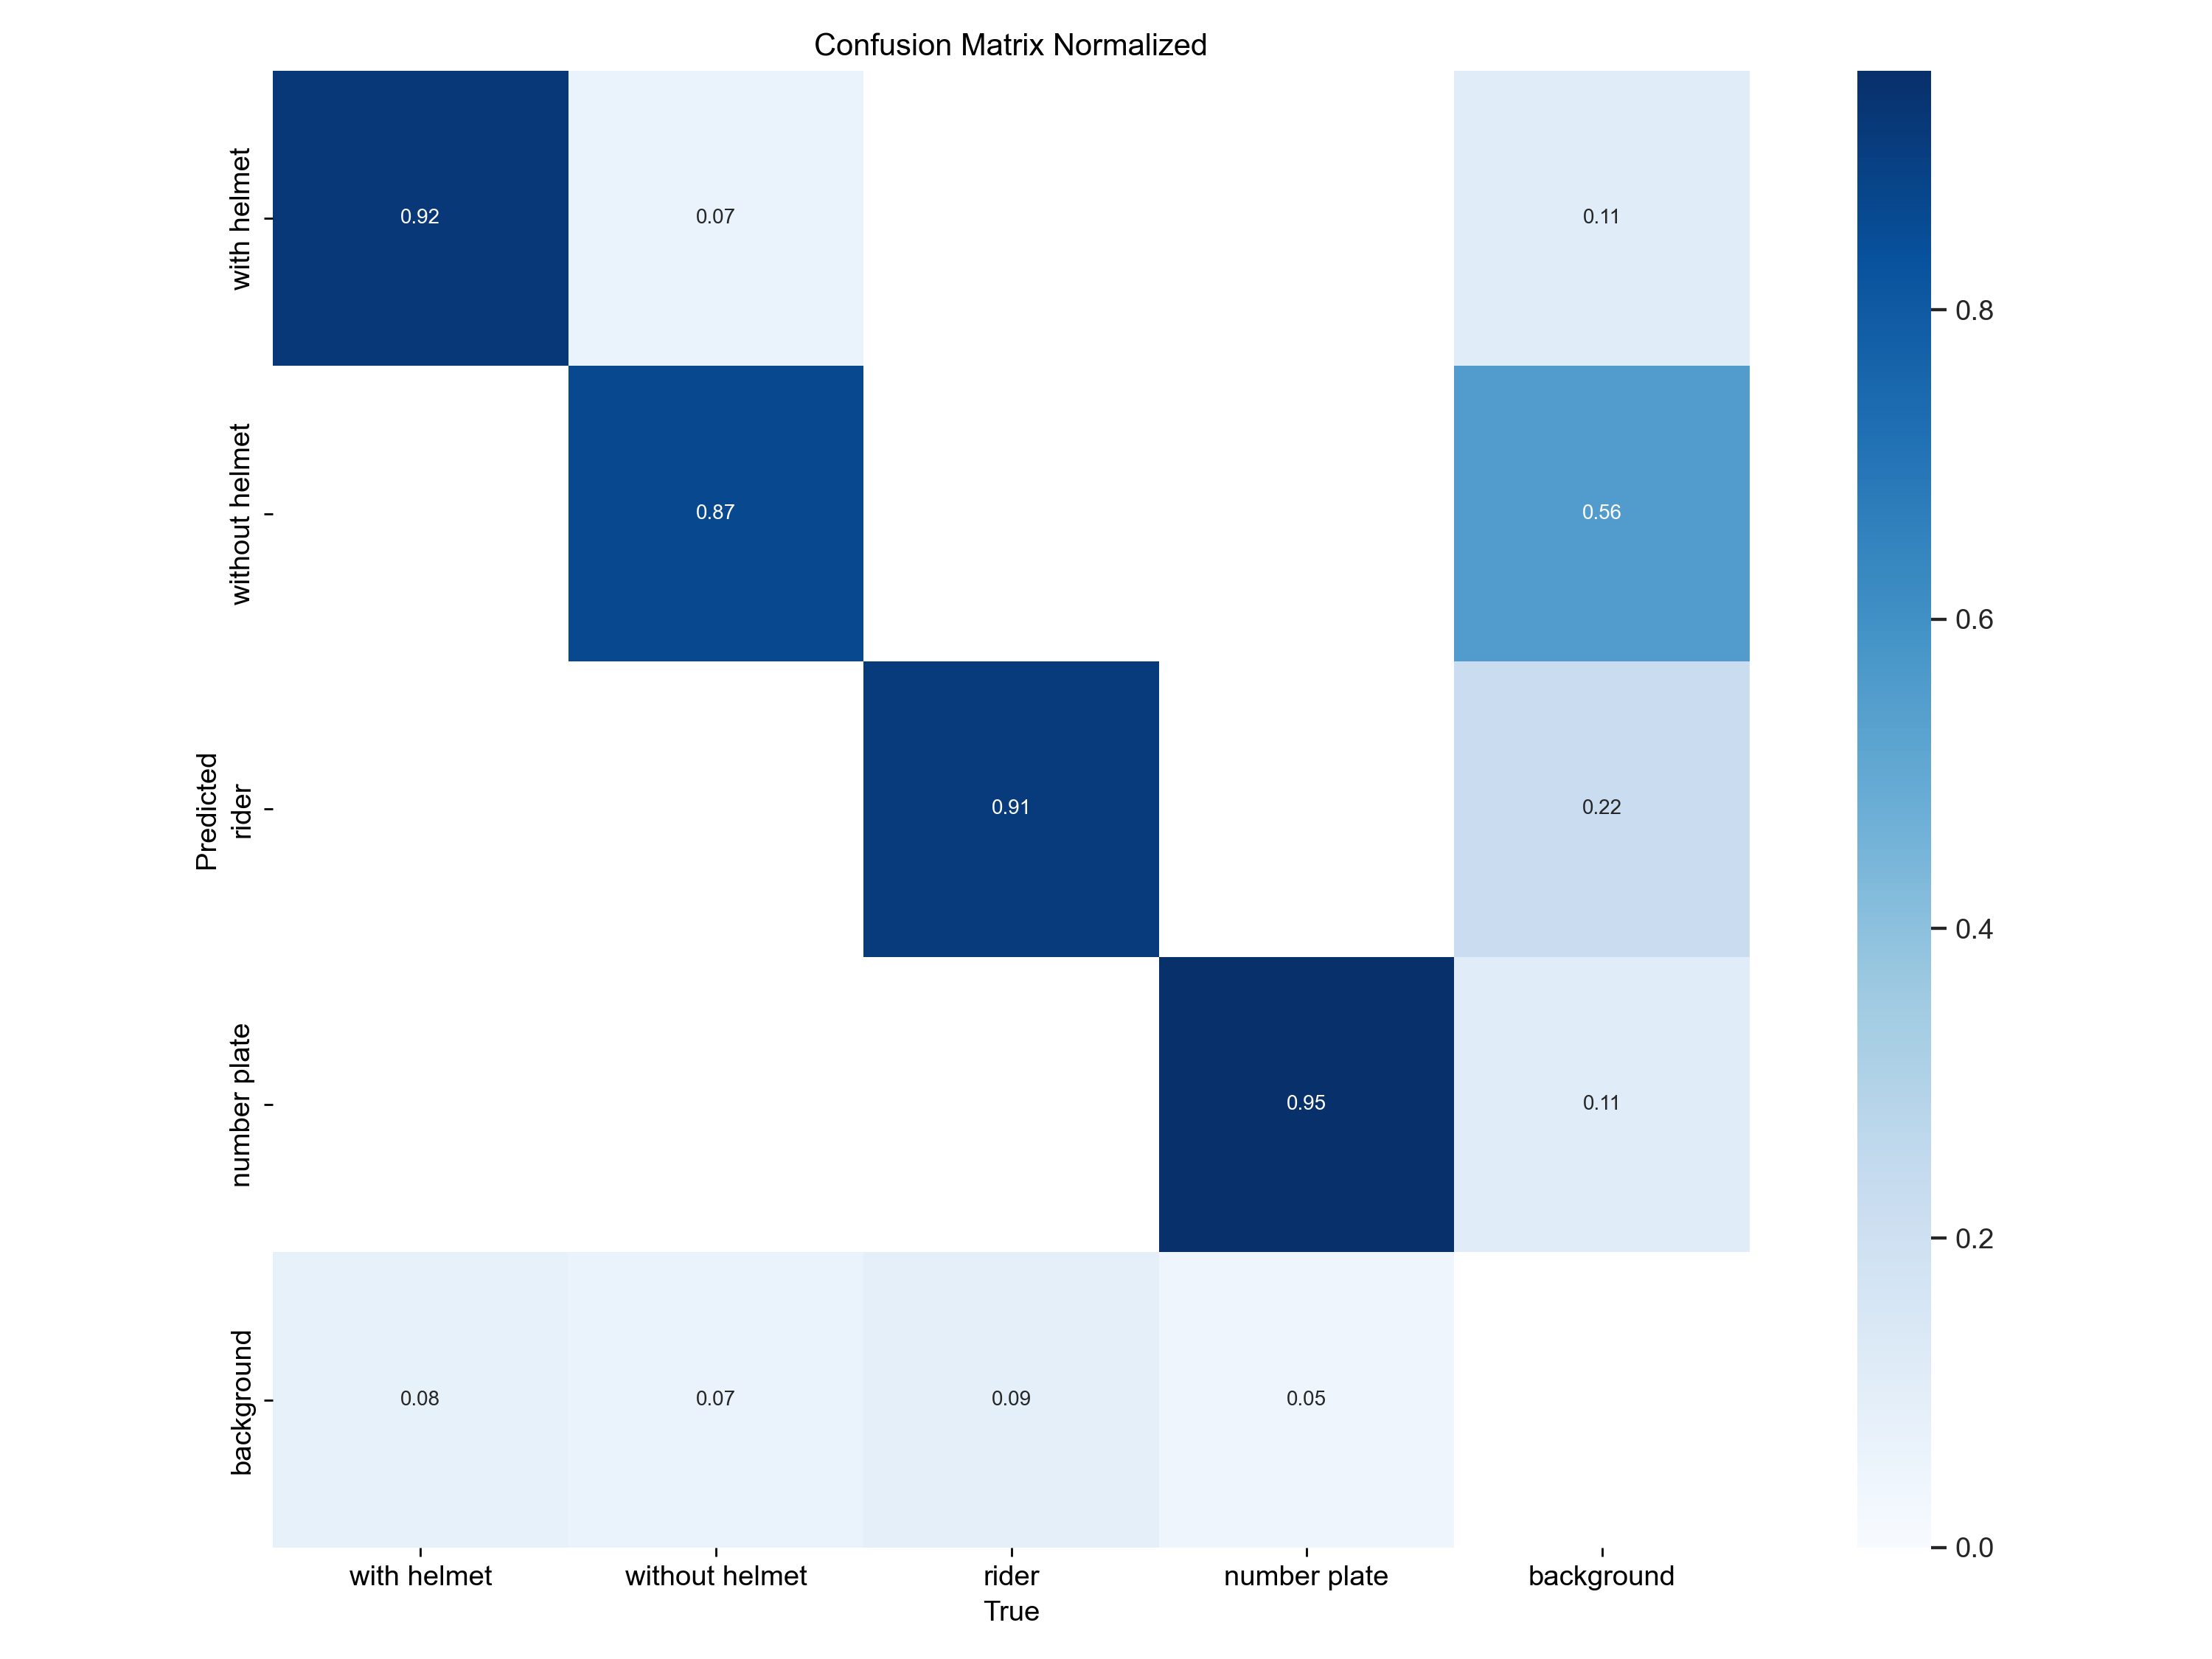 Confusion Matrix Normalized
with helmet
0.92
0.07
0.11
0.8
without helmet
0.87
0.56
0.6
Predicted
rider
0.91
0.22
0.4
number plate
0.95
0.11
0.2
background
0.08
0.07
0.09
0.05
0.0
with helmet
without helmet
rider
number plate
background
True